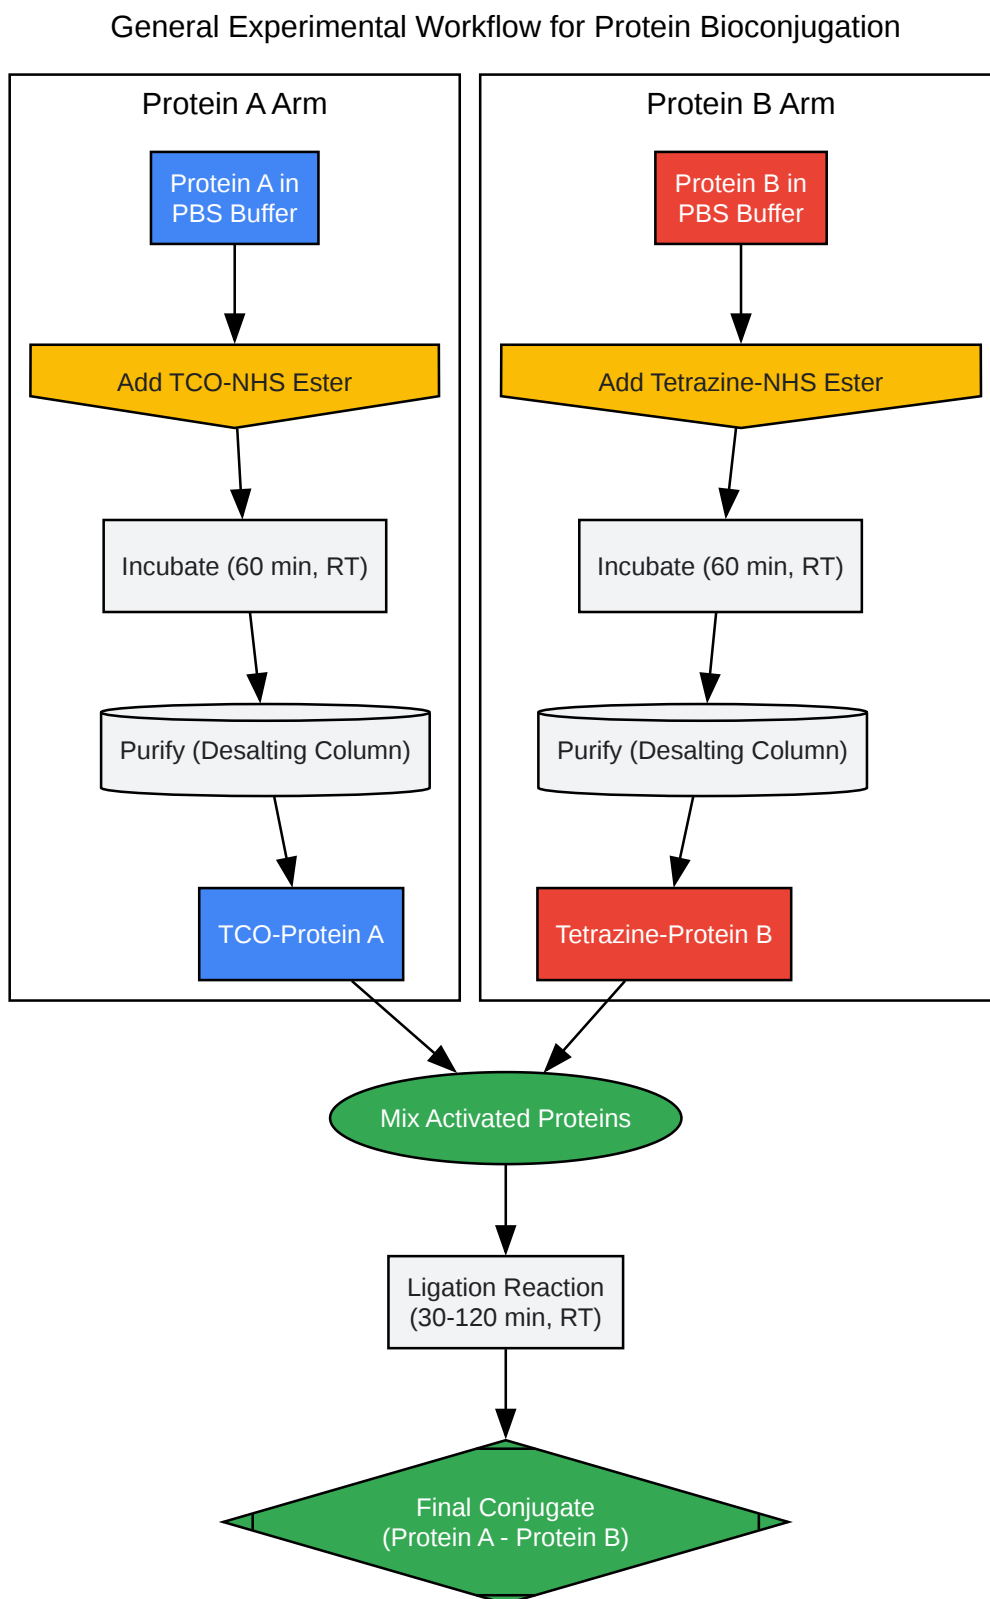 General Experimental Workflow for Protein Bioconjugation
Protein A Arm
Protein A in
PBS Buffer
Add TCO-NHS Ester
Incubate (60 min, RT)
Purify (Desalting Column)
TCO-Protein A
Protein B Arm
Protein B in
PBS Buffer
Add Tetrazine-NHS Ester
Incubate (60 min, RT)
Purify (Desalting Column)
Tetrazine-Protein B
Mix Activated Proteins
Ligation Reaction
(30-120 min, RT)
Final Conjugate
(Protein A - Protein B)